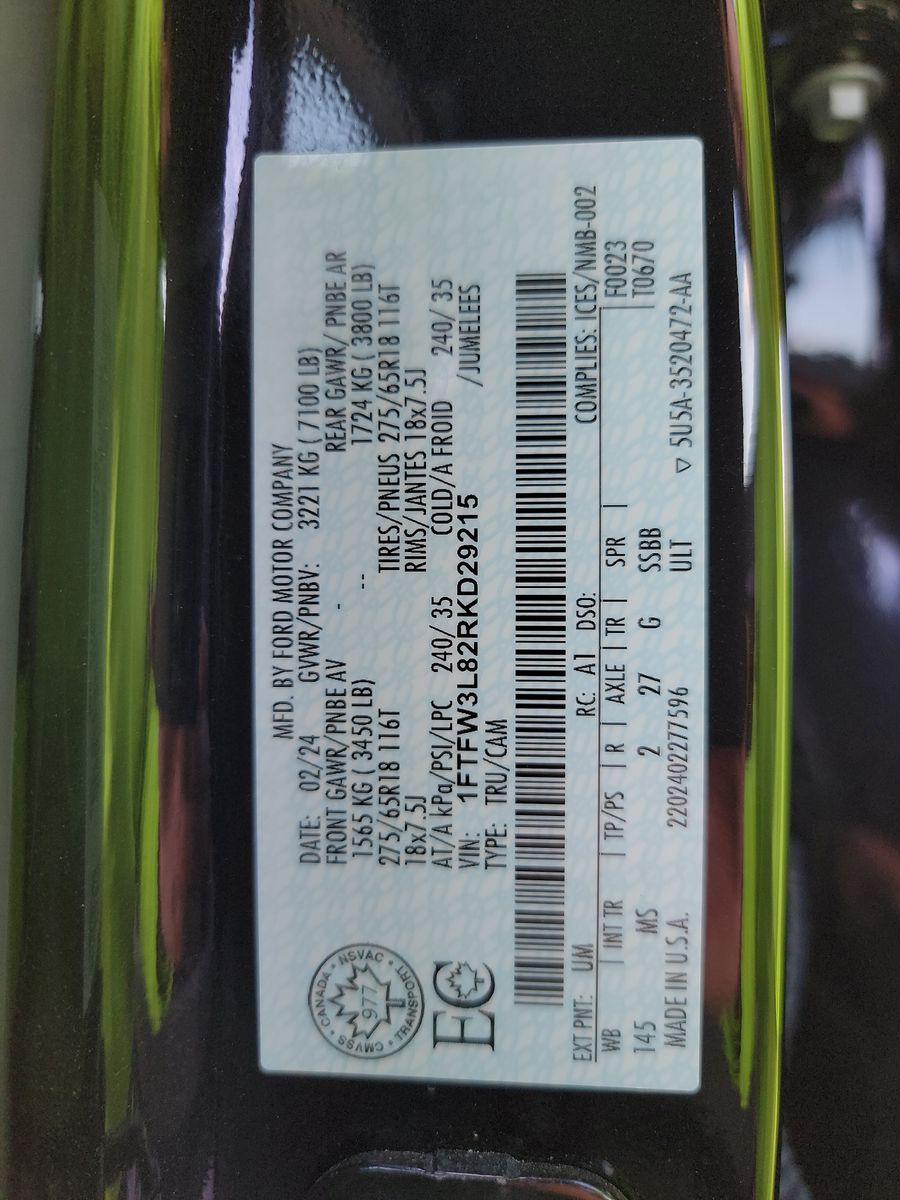 MFD. BY FORD MOTOR COMPANY
DATE: 02/24 GVWR/PNBV: 3221 KG ( 7100 LB)
FRONT GAWR/PNBE AV - REAR GAWR/ PNBE AR
1565 KG ( 3450 LB) -- 1724 KG ( 3800 LB)
275/65R18 116T TIRES/PNEUS 275/65R18 116T
18x7.5J RIMS/JANTES 18x7.5J
AT/A kPa/PSI/LPC 240/ 35 COLD/A FROID 240/ 35
VIN: 1FTFW3L82RKD29215 /JUMELEES
TYPE: TRU/CAM
CANADA • NSVAC • TRANSPORT • CMVSS •
977
EC
COMPLIES: ICES/NMB-002
EXT PNT: UM RC: A1 DSO:
WB | INT TR | TP/PS | R | AXLE | TR | SPR | F0023
T0670
145 MS 2 27 G SSBB
ULT
MADE IN U.S.A. 2202402277596 ▽ 5U5A-3520472-AA